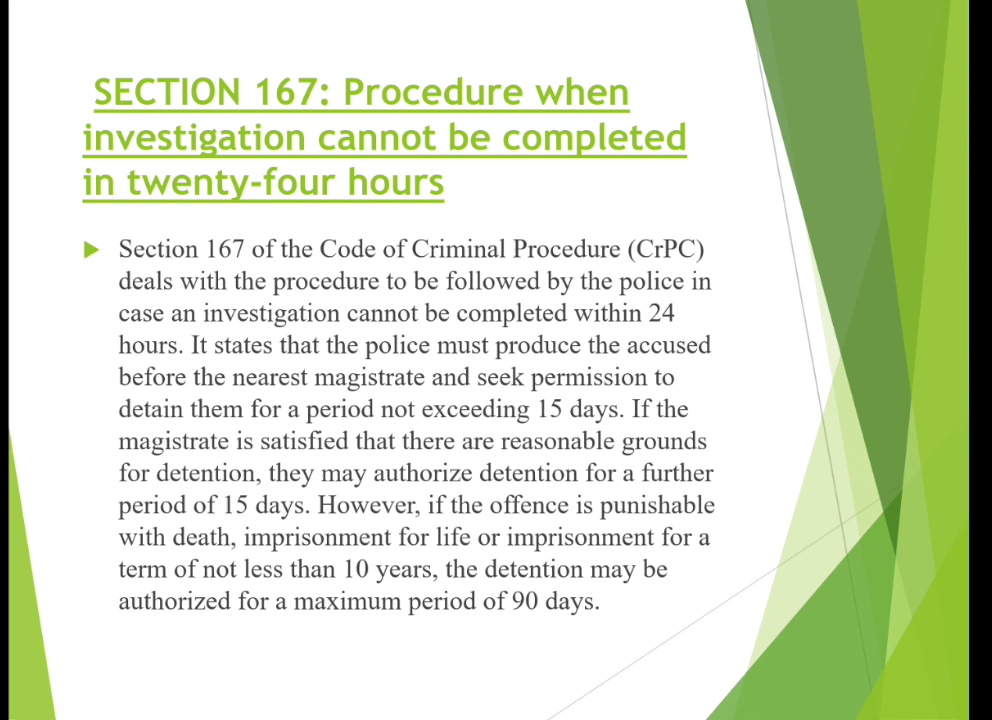 SECTION 167: Procedure when
investigation cannot be completed
in twenty-four hours
Section 167 of the Code of Criminal Procedure (CrPC)
deals with the procedure to be followed by the police in
case an investigation cannot be completed within 24
hours. It states that the police must produce the accused
before the nearest magistrate and seek permission to
detain them for a period not exceeding 15 days. If the
magistrate is satisfied that there are reasonable grounds
for detention, they may authorize detention for a further
period of 15 days. However, if the offence is punishable
with death, imprisonment for life or imprisonment for a
term of not less than 10 years, the detention may be
authorized for a maximum period of 90 days.